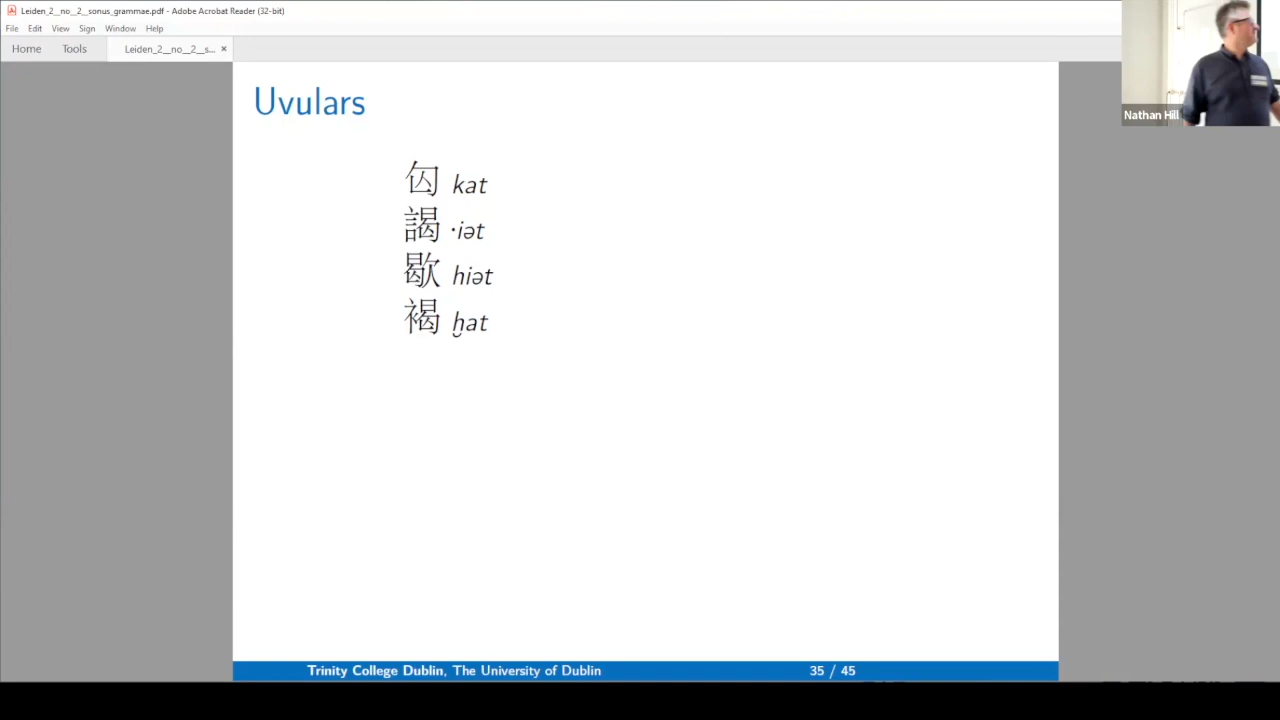 Leiden_2__no__2__sonus_grammae.pdf - Adobe Acrobat Reader (32-bit)
File Edit View Sign Window Help
Home Tools Leiden_2__no__2__s... ×
Uvulars
匃 kat
謁 ·iət
歇 hiət
褐 ḫat
Nathan Hill
Trinity College Dublin, The University of Dublin 35 / 45